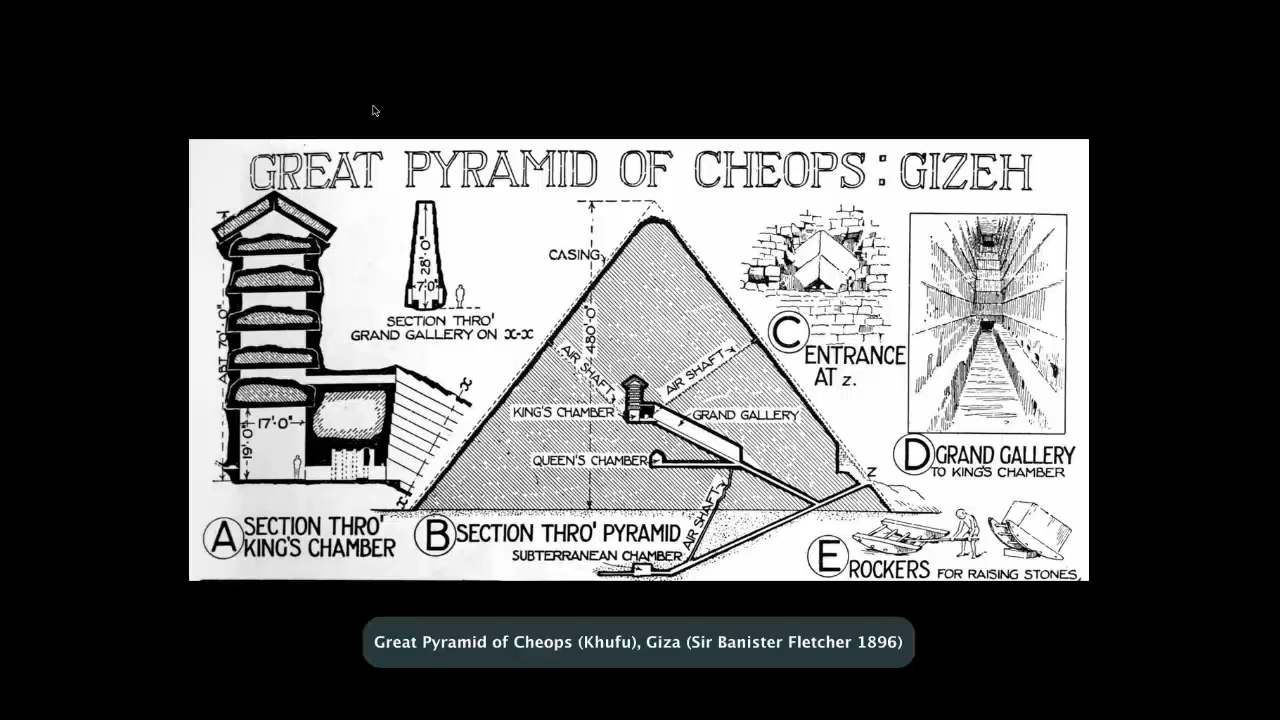 GREAT PYRAMID OF CHEOPS : GIZEH
ABT 70'-0"
17'-0"
19'-0"
x
x
A SECTION THRO'
KING'S CHAMBER
28'-0"
7'-0"
SECTION THRO'
GRAND GALLERY ON x-x
CASING
480'-0"
AIR SHAFT
AIR SHAFT
KING'S CHAMBER
GRAND GALLERY
QUEEN'S CHAMBER
Z
AIR SHAFT
B SECTION THRO' PYRAMID
SUBTERRANEAN CHAMBER
C ENTRANCE
AT z.
D GRAND GALLERY
TO KING'S CHAMBER
E ROCKERS FOR RAISING STONES
Great Pyramid of Cheops (Khufu), Giza (Sir Banister Fletcher 1896)